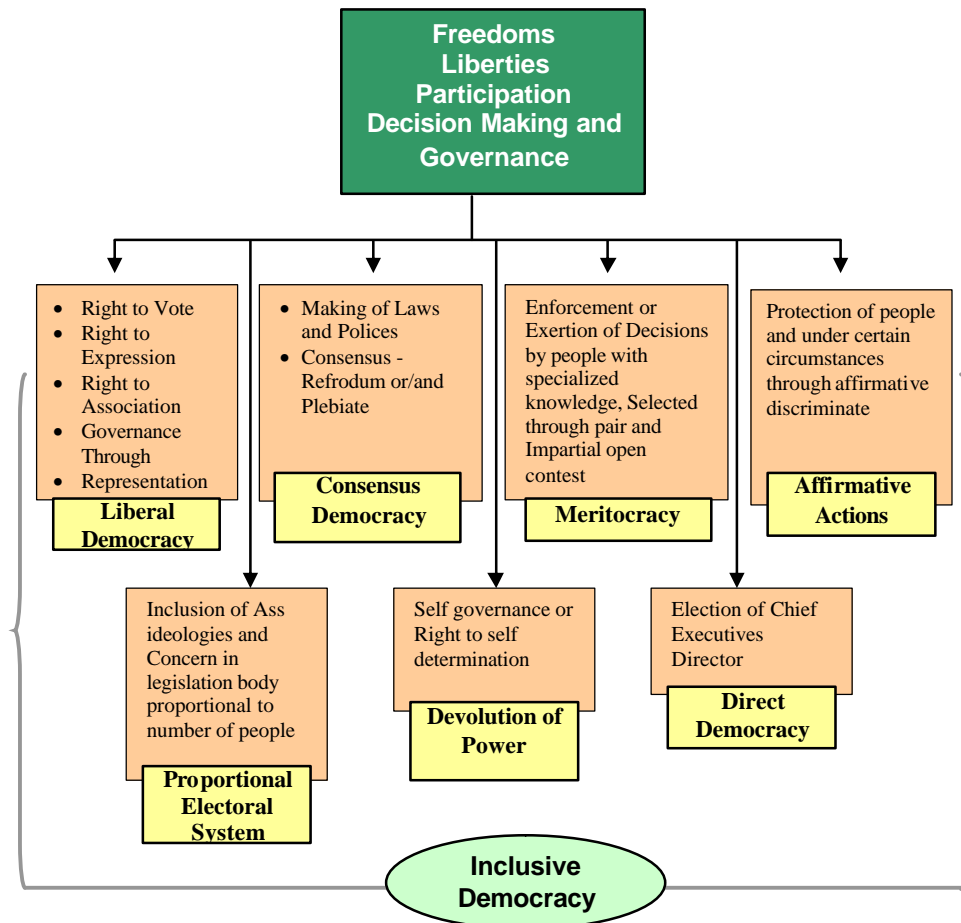 Freedoms
Liberties
Participation
Decision Making and
Governance
• Right to Vote
• Right to
Expression
• Right to
Association
• Governance
Through
• Representation
Liberal
Democracy
• Making of Laws
and Polices
• Consensus -
Refrodum or/and
Plebiate
Consensus
Democracy
Enforcement or
Exertion of Decisions
by people with
specialized
knowledge, Selected
through pair and
Impartial open
contest
Meritocracy
Protection of people
and under certain
circumstances
through affirmative
discriminate
Affirmative
Actions
Inclusion of Ass
ideologies and
Concern in
legislation body
proportional to
number of people
Proportional
Electoral
System
Self governance or
Right to self
determination
Devolution of
Power
Election of Chief
Executives
Director
Direct
Democracy
Inclusive
Democracy